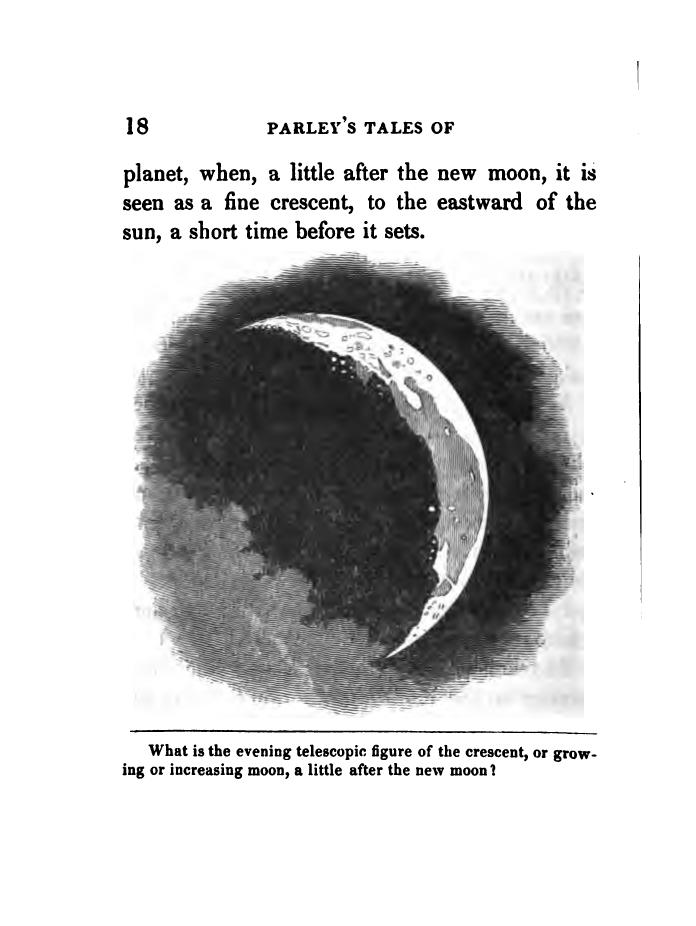 18 PARLEY'S TALES OF
planet, when, a little after the new moon, it is
seen as a fine crescent, to the eastward of the
sun, a short time before it sets.
What is the evening telescopic figure of the crescent, or grow-
ing or increasing moon, a little after the new moon?